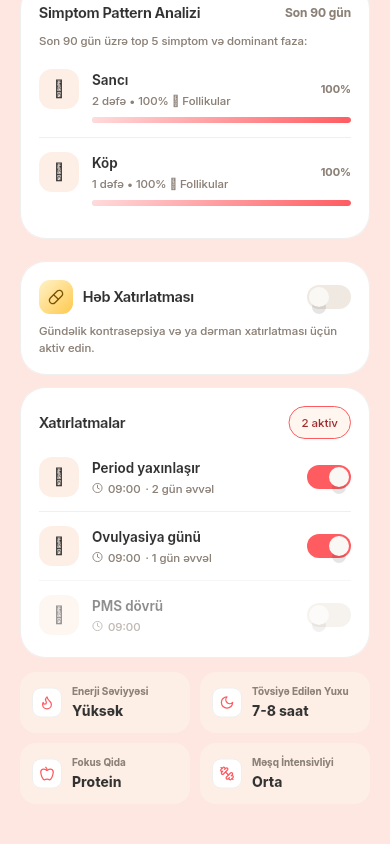 Simptom Pattern Analizi
Son 90 gün
Son 90 gün üzrə top 5 simptom və dominant faza:
Sancı
2 dəfə • 100% Follikular
100%
Köp
1 dəfə • 100% Follikular
100%
Həb Xatırlatması
Gündəlik kontrasepsiya və ya dərman xatırlatması üçün
aktiv edin.
Xatırlatmalar
2 aktiv
Period yaxınlaşır
09:00 · 2 gün əvvəl
Ovulyasiya günü
09:00 · 1 gün əvvəl
PMS dövrü
09:00
Enerji Səviyyəsi
Yüksək
Tövsiyə Edilən Yuxu
7-8 saat
Fokus Qida
Protein
Məşq İntensivliyi
Orta